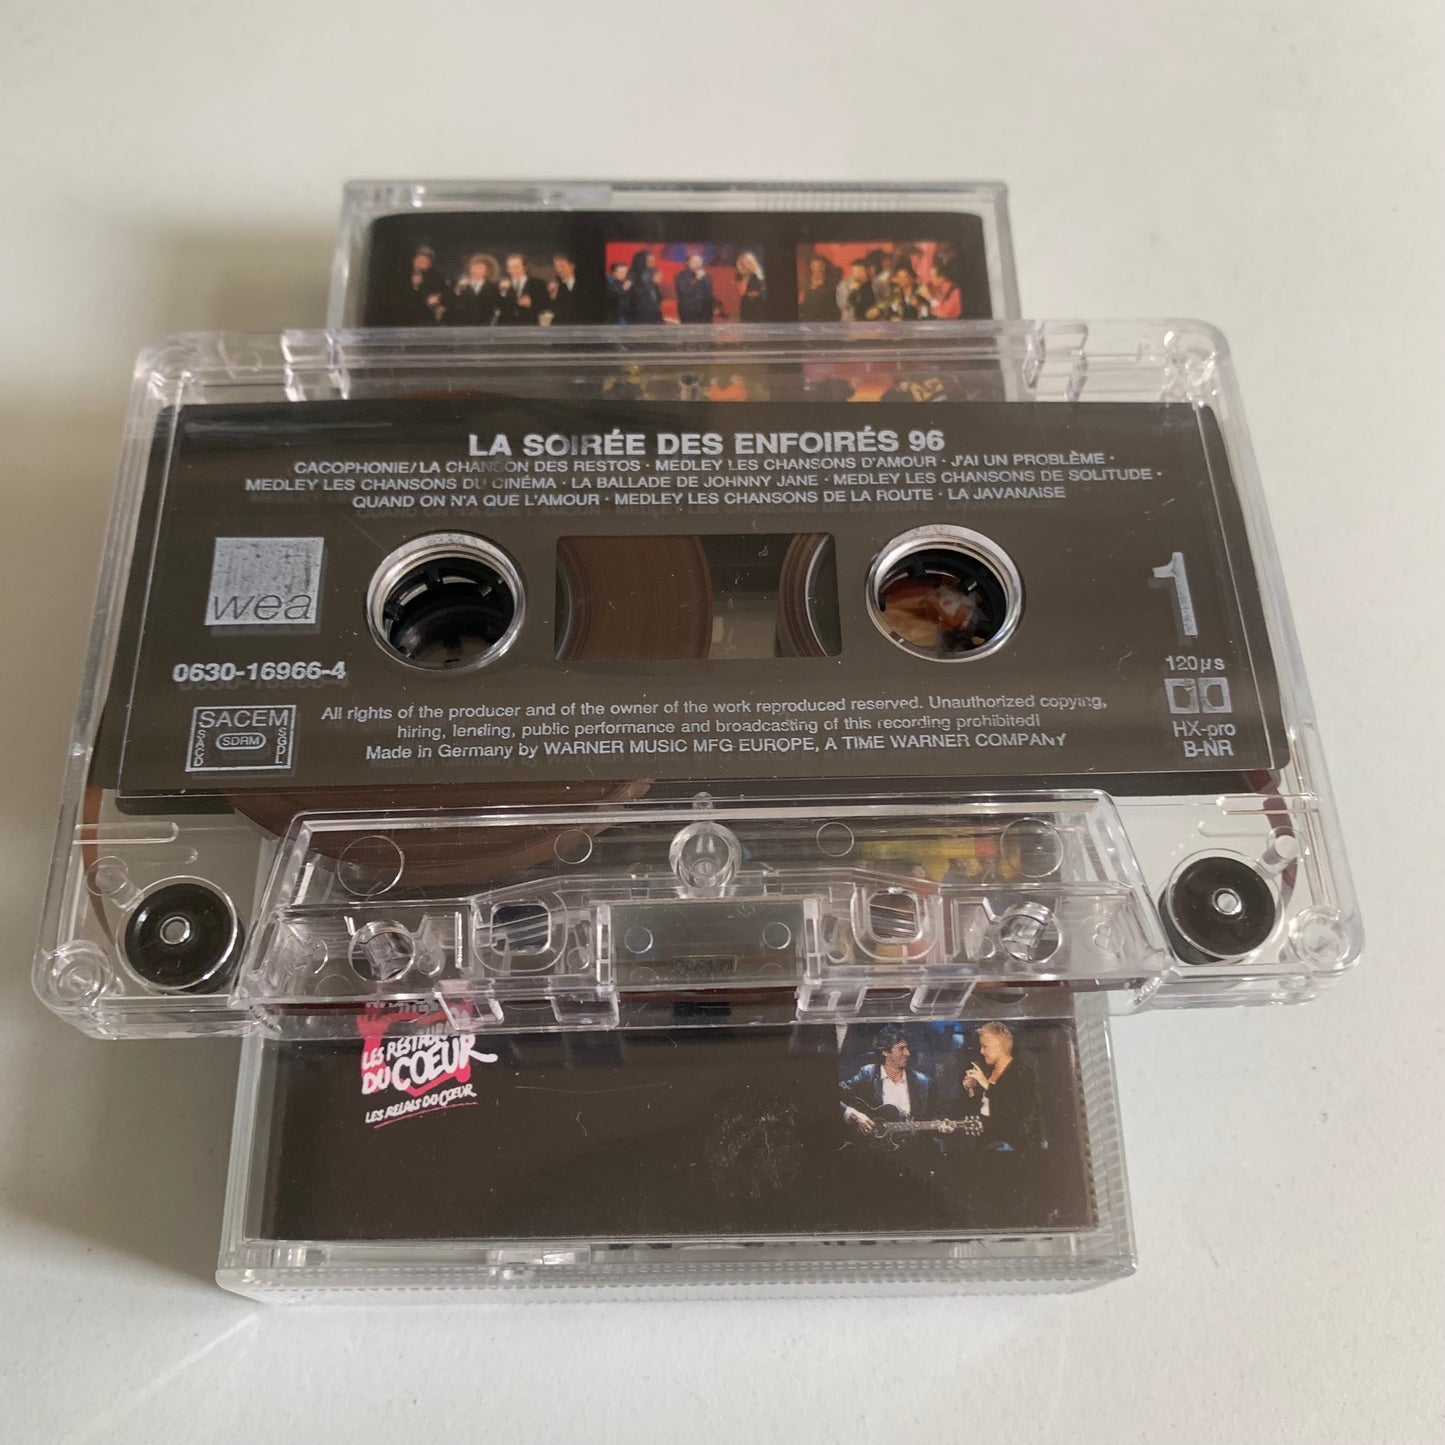 LA SOIRÉE DES ENFOIRÉS 96
CACOPHONIE/LA CHANSON DES RESTOS · MEDLEY LES CHANSONS D'AMOUR · J'AI UN PROBLÈME ·
MEDLEY LES CHANSONS DU CINÉMA · LA BALLADE DE JOHNNY JANE · MEDLEY LES CHANSONS DE SOLITUDE ·
QUAND ON N'A QUE L'AMOUR · MEDLEY LES CHANSONS DE LA ROUTE · LA JAVANAISE
wea
1
0630-16966-4
120µs
HX-pro
B-NR
SACEM
SACD SDRM SGDL
All rights of the producer and of the owner of the work reproduced reserved. Unauthorized copying,
hiring, lending, public performance and broadcasting of this recording prohibited!
Made in Germany by WARNER MUSIC MFG EUROPE, A TIME WARNER COMPANY
LES
DU CŒUR
LES RELAIS DU CŒUR